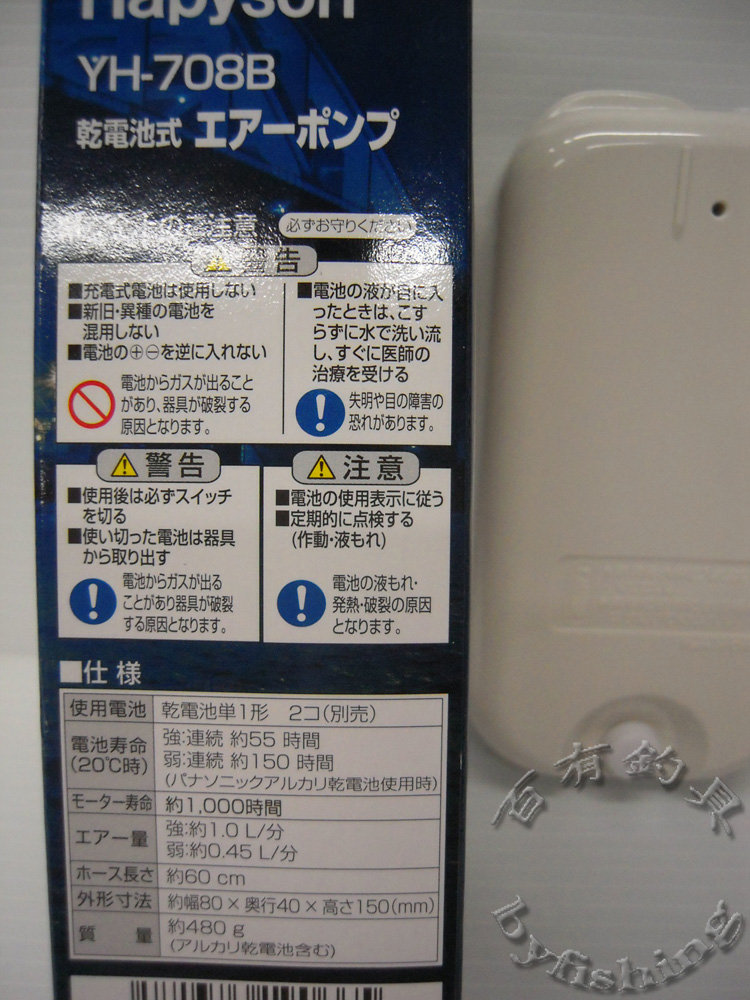 Hapyson
YH-708B
乾電池式 エアーポンプ
注意
必ずお守りください
警告
■充電式電池は使用しない
■新旧・異種の電池を
混用しない
■電池の⊕⊖を逆に入れない
電池からガスが出ること
があり、器具が破裂する
原因となります。
■電池の液が目に入
ったときは、こす
らずに水で洗い流
し、すぐに医師の
治療を受ける
失明や目の障害の
恐れがあります。
警告
■使用後は必ずスイッチ
を切る
■使い切った電池は器具
から取り出す
電池からガスが出る
ことがあり器具が破裂
する原因となります。
注意
■電池の使用表示に従う
■定期的に点検する
(作動・液もれ)
電池の液もれ・
発熱・破裂の原因
となります。
■仕様
使用電池 乾電池単1形 2コ(別売)
電池寿命 強:連続 約55 時間
(20℃時) 弱:連続 約150 時間
(パナソニックアルカリ乾電池使用時)
モーター寿命 約1,000時間
エアー量 強:約1.0 L/分
弱:約0.45 L/分
ホース長さ 約60 cm
外形寸法 約幅80×奥行40×高さ150(mm)
質量 約480 g
(アルカリ乾電池含む)
百有釣具
byfishing